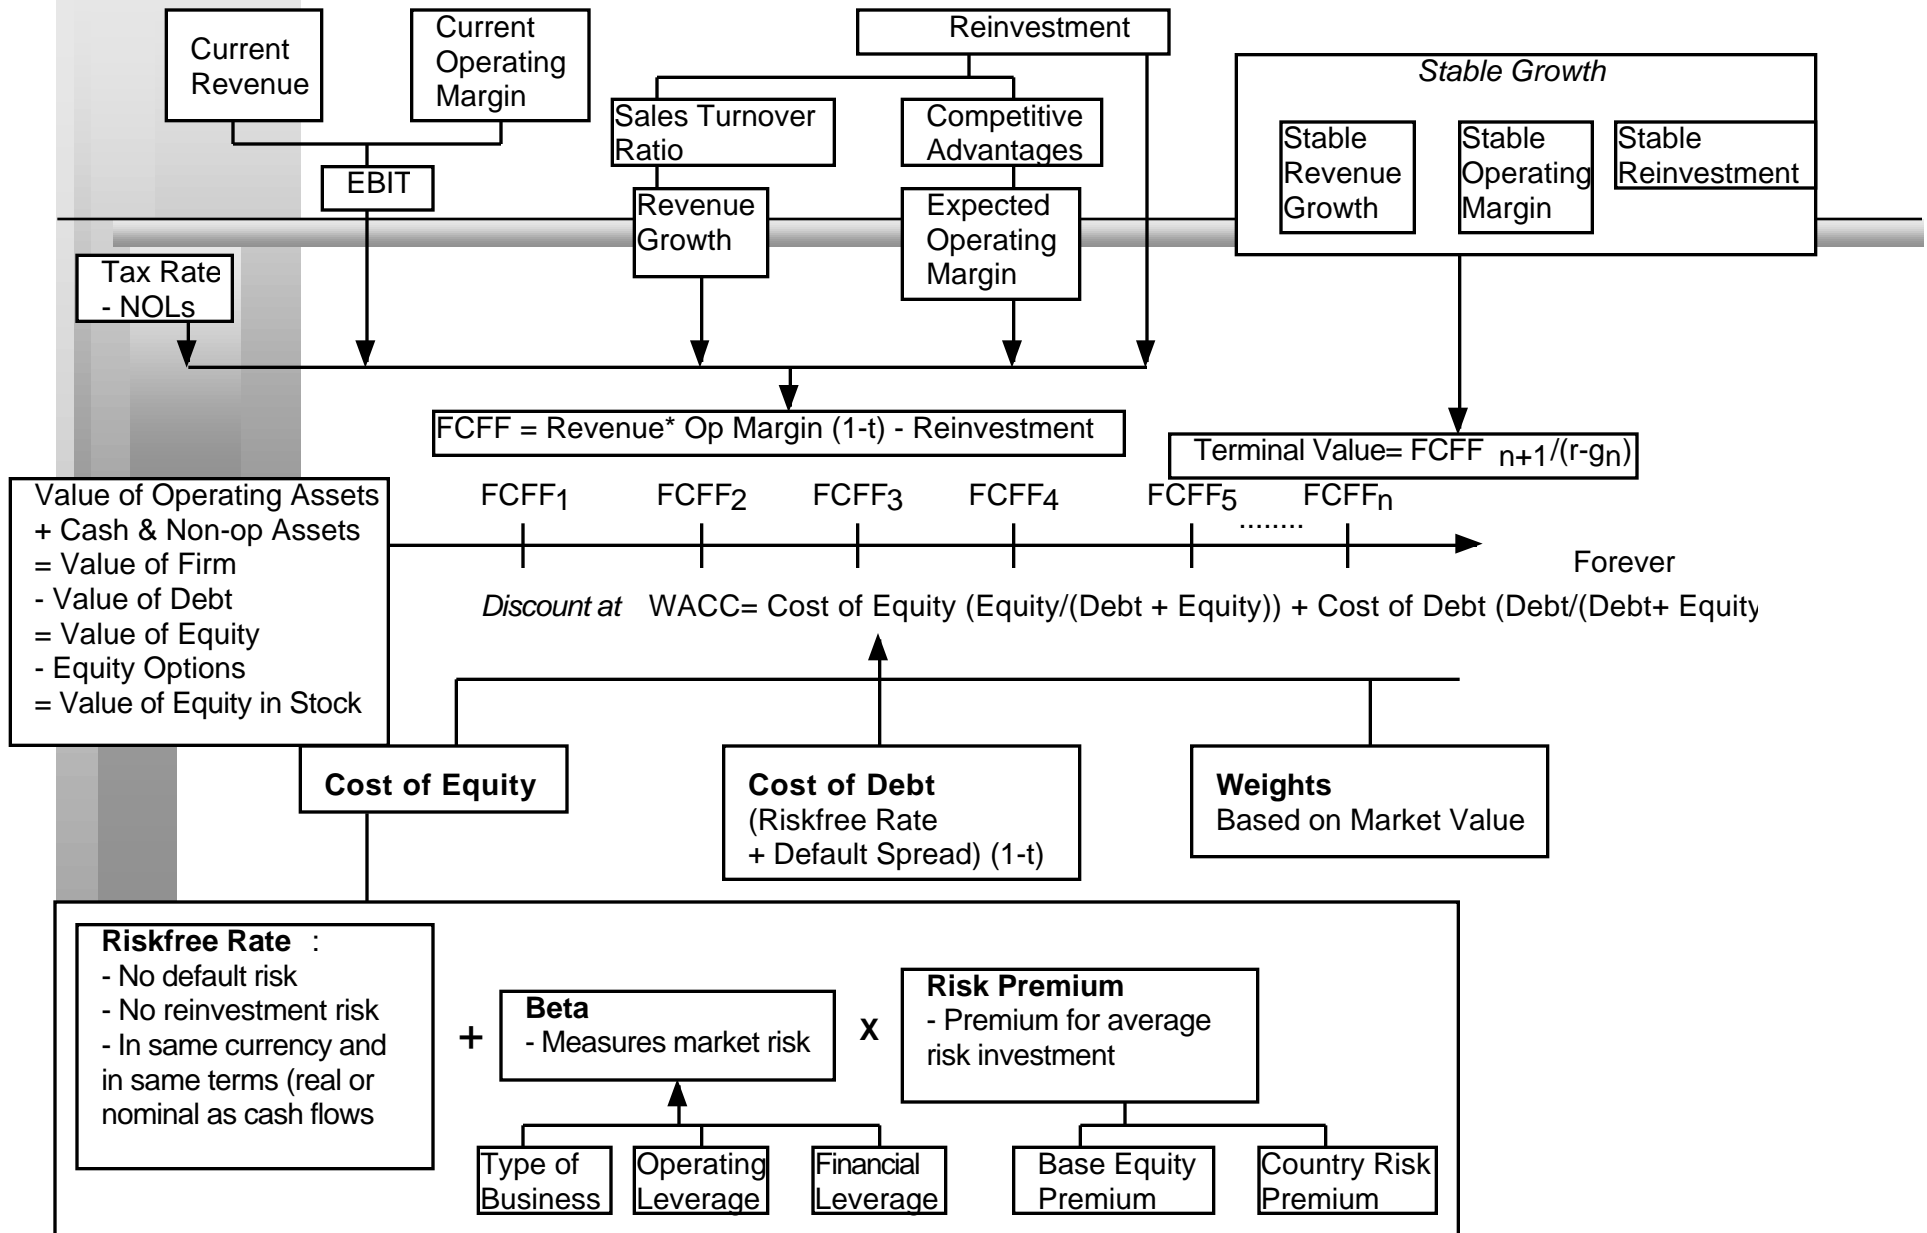 Current
Revenue
Current
Operating
Margin
Reinvestment
Stable Growth
Sales Turnover
Ratio
Competitive
Advantages
Stable
Revenue
Growth
Stable
Operating
Margin
Stable
Reinvestment
EBIT
Revenue
Growth
Expected
Operating
Margin
Tax Rate
- NOLs
FCFF = Revenue* Op Margin (1-t) - Reinvestment
Terminal Value= FCFF n+1/(r-gn)
Value of Operating Assets
+ Cash & Non-op Assets
= Value of Firm
- Value of Debt
= Value of Equity
- Equity Options
= Value of Equity in Stock
FCFF1 FCFF2 FCFF3 FCFF4 FCFF5 ........ FCFFn
Forever
Discount at WACC= Cost of Equity (Equity/(Debt + Equity)) + Cost of Debt (Debt/(Debt+ Equity
Cost of Equity
Cost of Debt
(Riskfree Rate
+ Default Spread) (1-t)
Weights
Based on Market Value
Riskfree Rate :
- No default risk
- No reinvestment risk
- In same currency and
in same terms (real or
nominal as cash flows
+
Beta
- Measures market risk
X
Risk Premium
- Premium for average
risk investment
Type of
Business
Operating
Leverage
Financial
Leverage
Base Equity
Premium
Country Risk
Premium